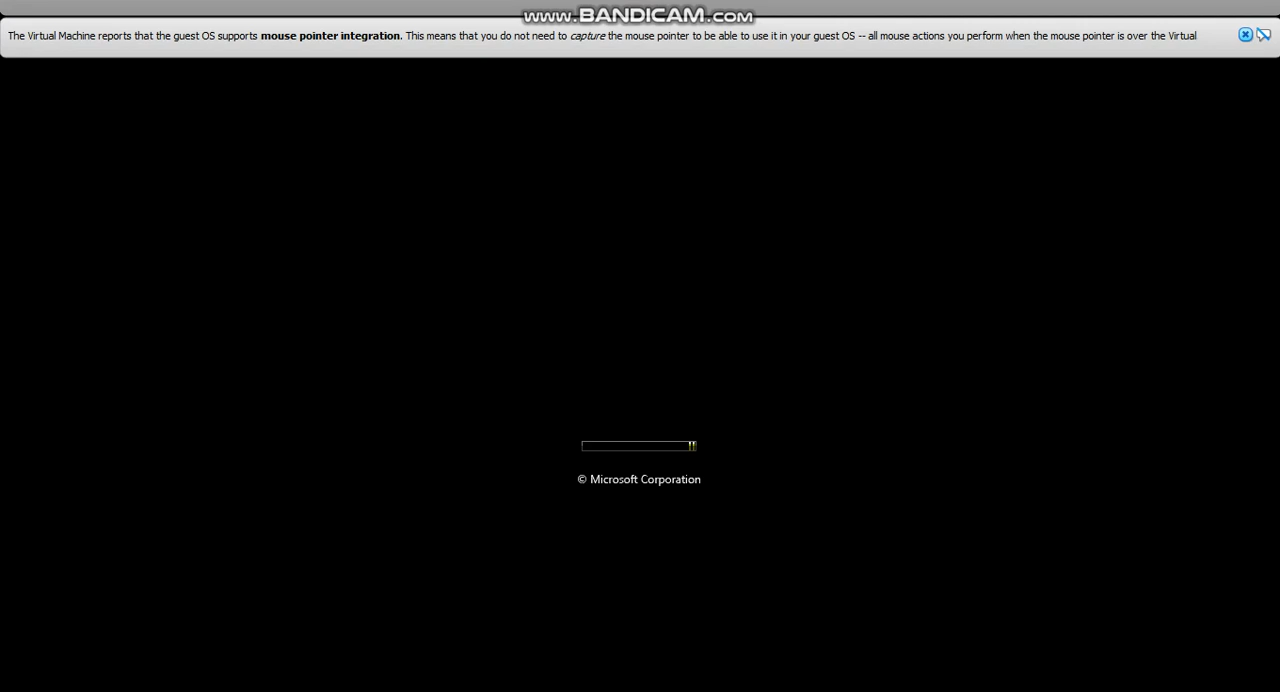 www.BANDICAM.com
The Virtual Machine reports that the guest OS supports mouse pointer integration. This means that you do not need to capture the mouse pointer to be able to use it in your guest OS -- all mouse actions you perform when the mouse pointer is over the Virtual
© Microsoft Corporation